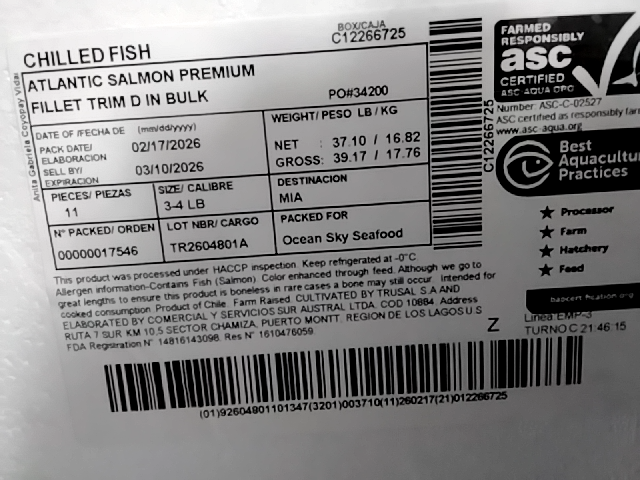 BOX/CAJA
C12266725
CHILLED FISH
ATLANTIC SALMON PREMIUM
FILLET TRIM D IN BULK
PO#34200
DATE OF /FECHA DE (mm/dd/yyyy)
PACK DATE/ 02/17/2026
ELABORACION
SELL BY/ 03/10/2026
EXPIRACION
WEIGHT/ PESO LB / KG
NET : 37.10 / 16.82
GROSS: 39.17 / 17.76
PIECES/ PIEZAS
11
SIZE/ CALIBRE
3-4 LB
DESTINACION
MIA
N° PACKED/ ORDEN
00000017546
LOT NBR/ CARGO
TR2604801A
PACKED FOR
Ocean Sky Seafood
This product was processed under HACCP inspection. Keep refrigerated at -0°C
Allergen information-Contains Fish (Salmon). Color enhanced through feed. Although we go to
great lengths to ensure this product is boneless in rare cases a bone may still occur intended for
cooked consumption Product of Chile. Farm Raised. CULTIVATED BY TRUSAL S.A AND
ELABORATED BY COMERCIAL Y SERVICIOS SUR AUSTRAL LTDA. COD 10884. Address
RUTA 7 SUR KM 10,5 SECTOR CHAMIZA, PUERTO MONTT. REGION DE LOS LAGOS
FDA Registration N° 14816143098. Res N° 1610476059.
Z
(01)92604801101347(3201)003710(11)260217(21)012266725
Anita Gabriela Coyopay Vidal
C12266725
FARMED
RESPONSIBLY
asc
CERTIFIED
ASC-AQUA.ORG
Number: ASC-C-02527
ASC certified as responsibly
www.asc-aqua.org
Best
Aquaculture
Practices
★ Processor
★ Farm
★ Hatchery
★ Feed
bapcertification.org
Linea EMP-3
TURNO C 21:46:15